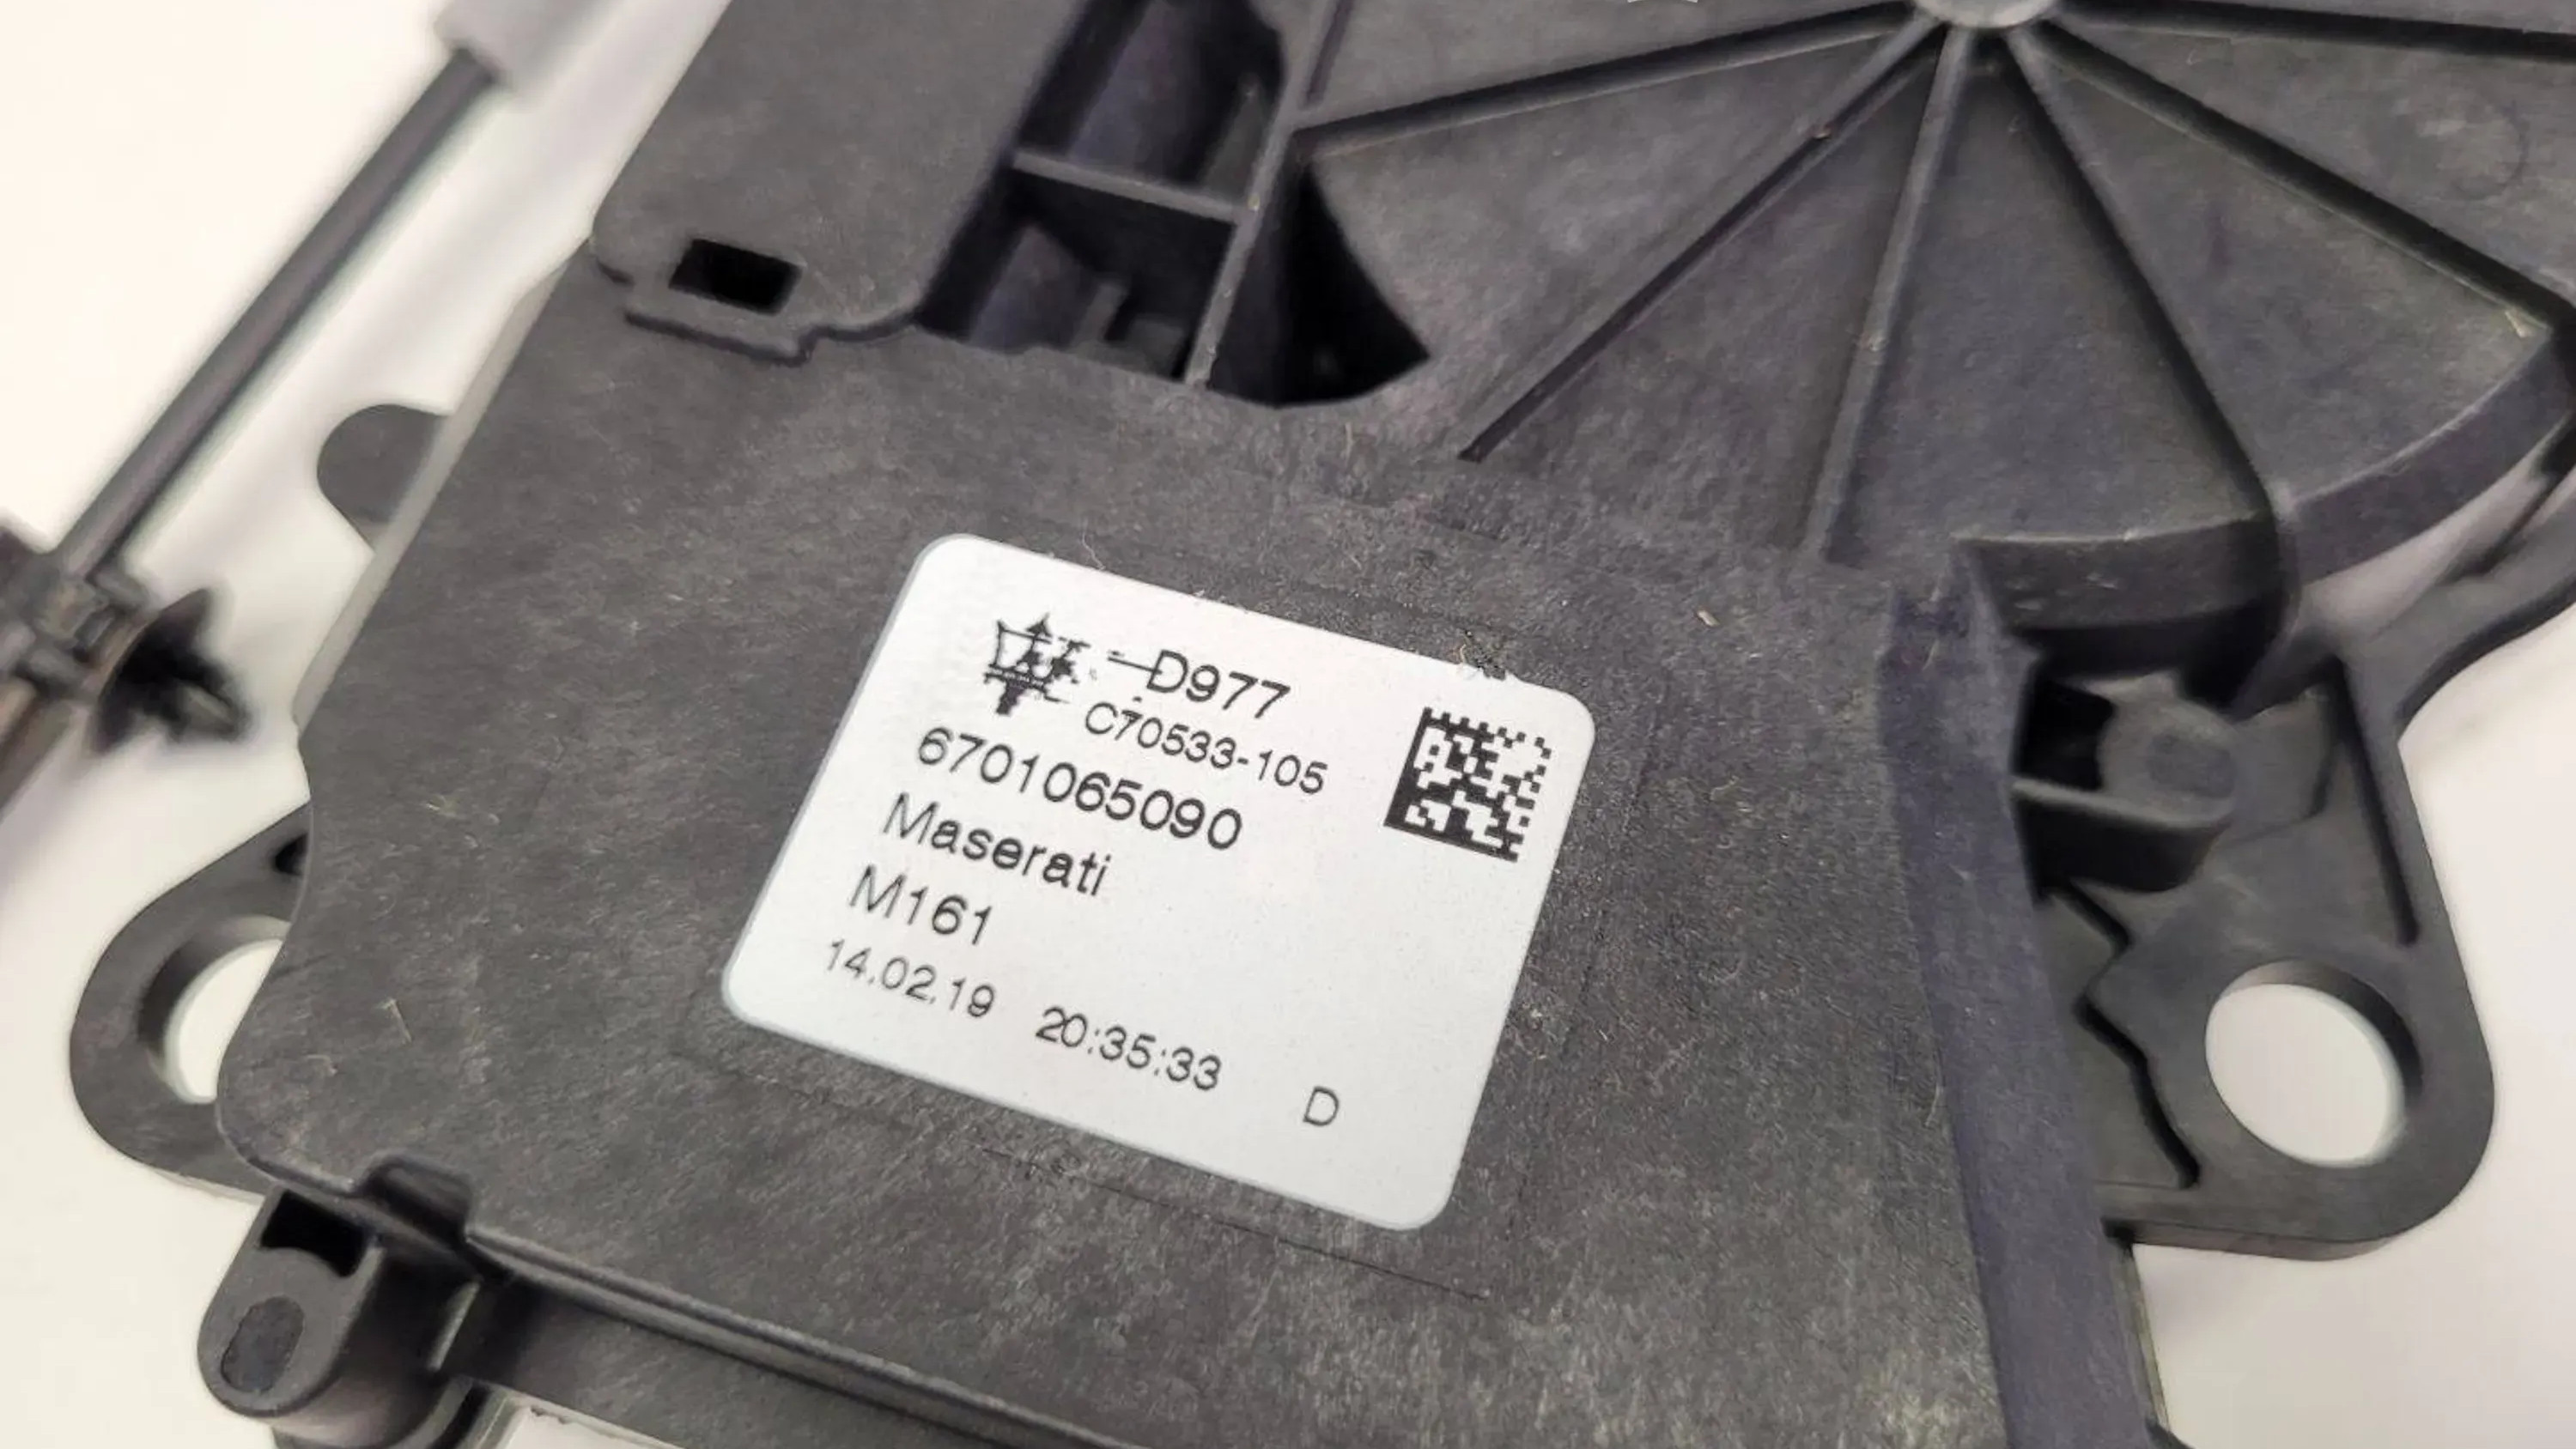 D977
C70533-105
6701065090
Maserati
M161
14.02.19 20:35:33 D